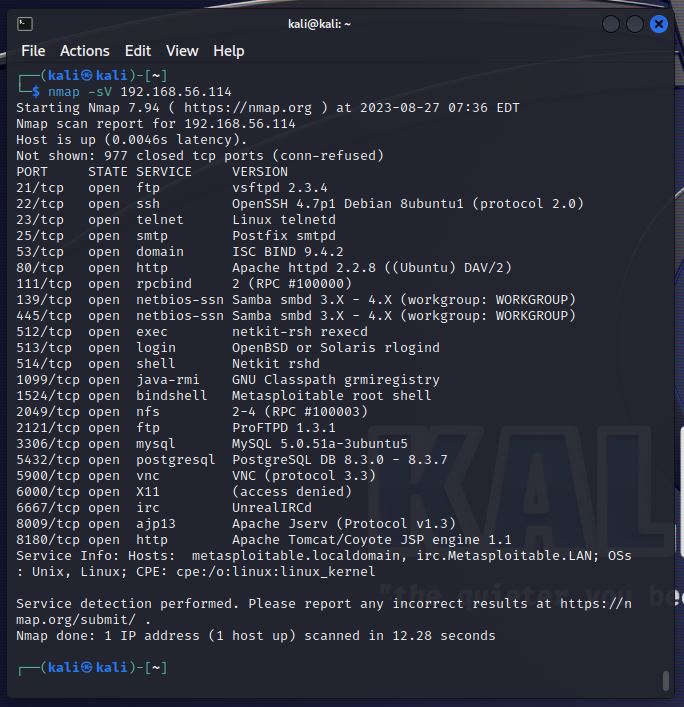 kali@kali: ~
File Actions Edit View Help
┌──(kali㉿kali)-[~]
└─$ nmap -sV 192.168.56.114
Starting Nmap 7.94 ( https://nmap.org ) at 2023-08-27 07:36 EDT
Nmap scan report for 192.168.56.114
Host is up (0.0046s latency).
Not shown: 977 closed tcp ports (conn-refused)
PORT     STATE SERVICE     VERSION
21/tcp   open  ftp         vsftpd 2.3.4
22/tcp   open  ssh         OpenSSH 4.7p1 Debian 8ubuntu1 (protocol 2.0)
23/tcp   open  telnet      Linux telnetd
25/tcp   open  smtp        Postfix smtpd
53/tcp   open  domain      ISC BIND 9.4.2
80/tcp   open  http        Apache httpd 2.2.8 ((Ubuntu) DAV/2)
111/tcp  open  rpcbind     2 (RPC #100000)
139/tcp  open  netbios-ssn Samba smbd 3.X - 4.X (workgroup: WORKGROUP)
445/tcp  open  netbios-ssn Samba smbd 3.X - 4.X (workgroup: WORKGROUP)
512/tcp  open  exec        netkit-rsh rexecd
513/tcp  open  login       OpenBSD or Solaris rlogind
514/tcp  open  shell       Netkit rshd
1099/tcp open  java-rmi    GNU Classpath grmiregistry
1524/tcp open  bindshell   Metasploitable root shell
2049/tcp open  nfs         2-4 (RPC #100003)
2121/tcp open  ftp         ProFTPD 1.3.1
3306/tcp open  mysql       MySQL 5.0.51a-3ubuntu5
5432/tcp open  postgresql  PostgreSQL DB 8.3.0 - 8.3.7
5900/tcp open  vnc         VNC (protocol 3.3)
6000/tcp open  X11         (access denied)
6667/tcp open  irc         UnrealIRCd
8009/tcp open  ajp13       Apache Jserv (Protocol v1.3)
8180/tcp open  http        Apache Tomcat/Coyote JSP engine 1.1
Service Info: Hosts:  metasploitable.localdomain, irc.Metasploitable.LAN; OSs
: Unix, Linux; CPE: cpe:/o:linux:linux_kernel
Service detection performed. Please report any incorrect results at https://n
map.org/submit/ .
Nmap done: 1 IP address (1 host up) scanned in 12.28 seconds
┌──(kali㉿kali)-[~]
KAL
"the quieter you bec